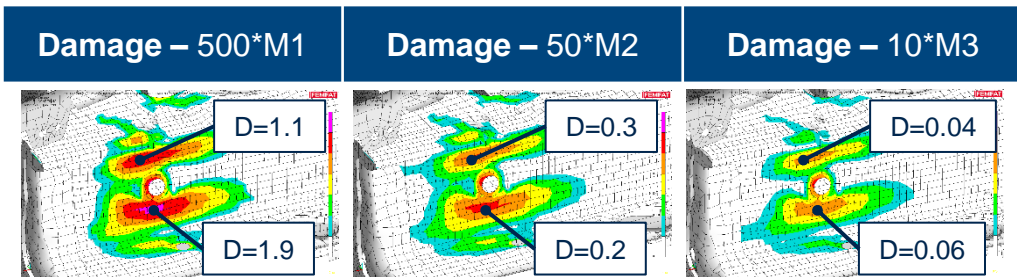 Damage – 500*M1
Damage – 50*M2
Damage – 10*M3
FEMFAT
D=1.1
D=1.9
FEMFAT
D=0.3
D=0.2
FEMFAT
D=0.04
D=0.06